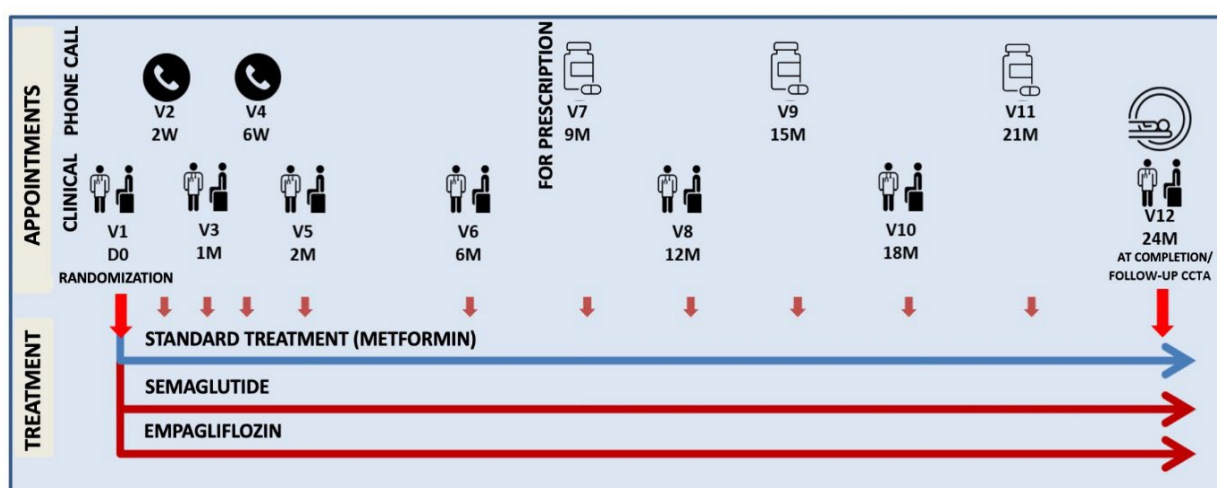 APPOINTMENTS
PHONE CALL
CLINICAL
V2
2W
V4
6W
FOR PRESCRIPTION
V7
9M
V9
15M
V11
21M
V1
D0
RANDOMIZATION
V3
1M
V5
2M
V6
6M
V8
12M
V10
18M
V12
24M
AT COMPLETION/
FOLLOW-UP CCTA
TREATMENT
STANDARD TREATMENT (METFORMIN)
SEMAGLUTIDE
EMPAGLIFLOZIN